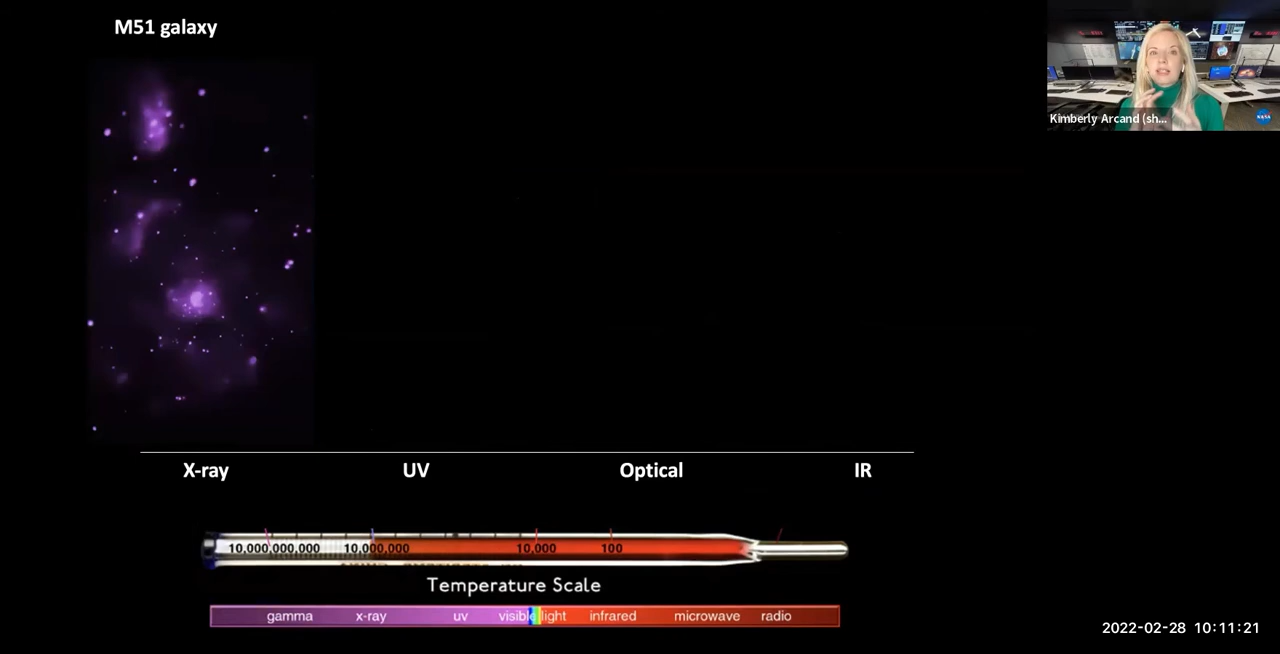 M51 galaxy
Kimberly Arcand (sh...
NASA
X-ray UV Optical IR
10,000,000,000 10,000,000 10,000 100
Temperature Scale
gamma x-ray uv visible light infrared microwave radio
2022-02-28 10:11:21